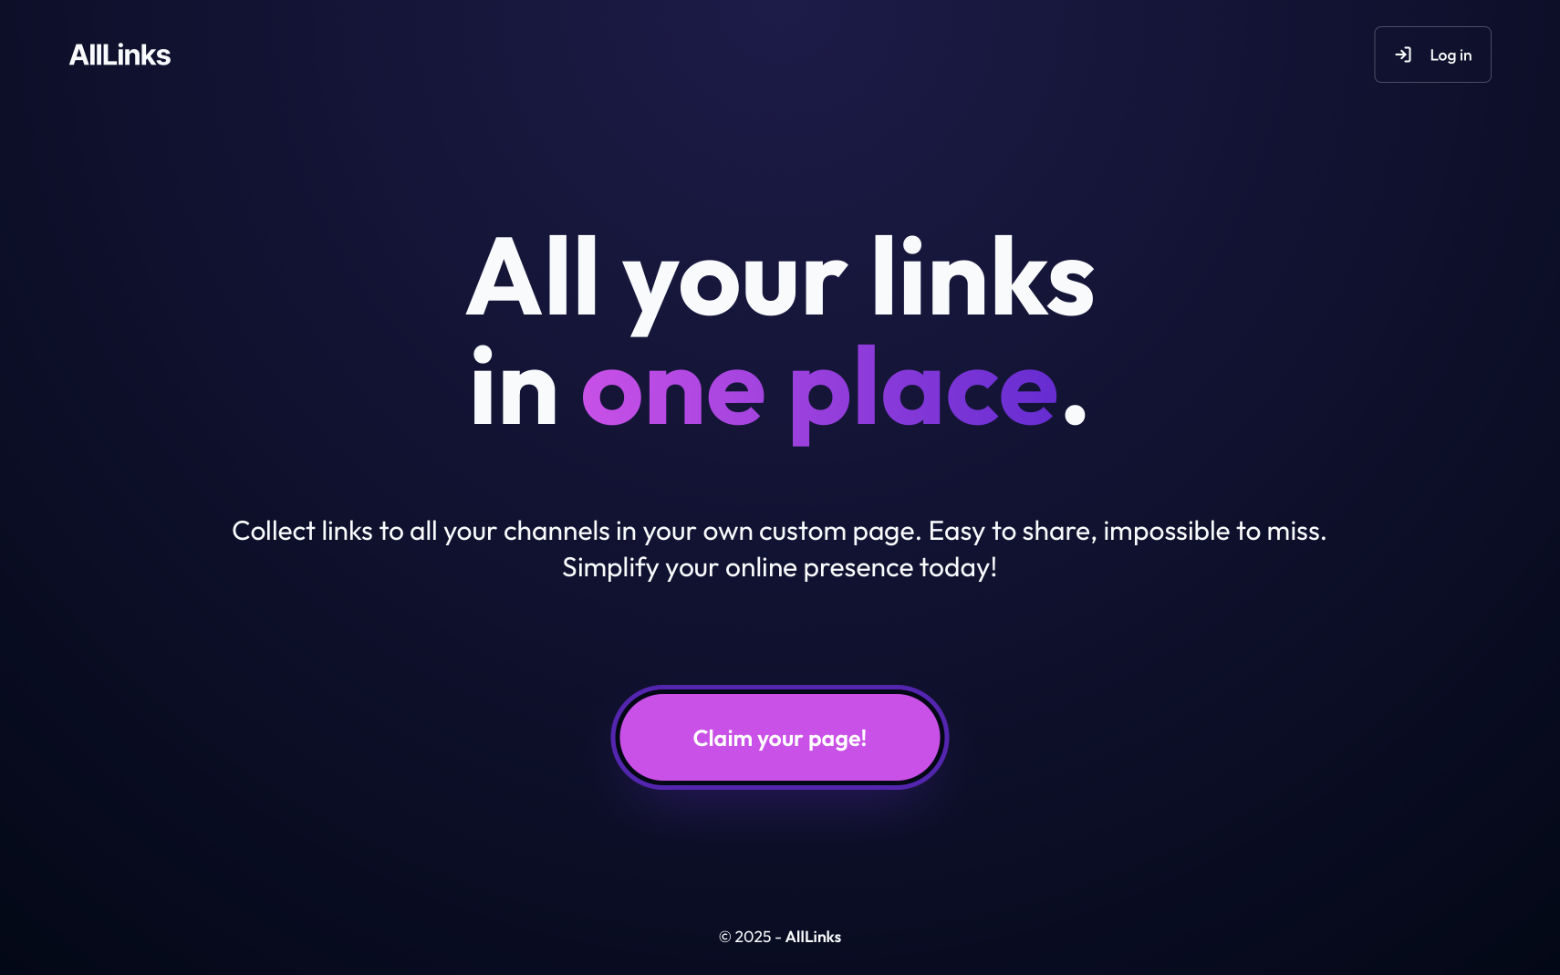 AllLinks
Log in
All your links
in one place.
Collect links to all your channels in your own custom page. Easy to share, impossible to miss.
Simplify your online presence today!
Claim your page!
© 2025 - AllLinks